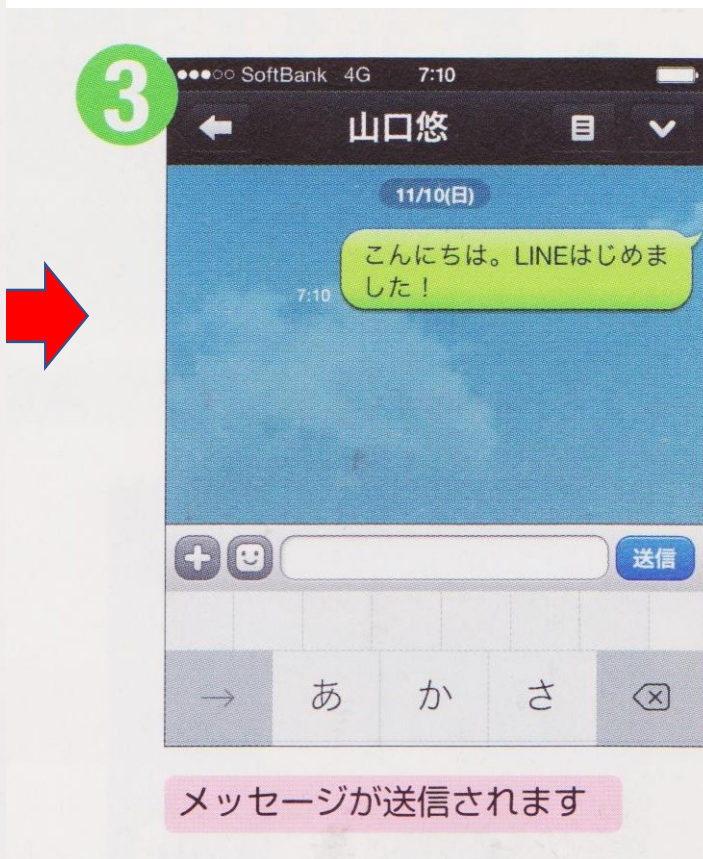 3
SoftBank 4G 7:10
山口悠
11/10(日)
こんにちは。LINEはじめま
した！
7:10
送信
→ あ か さ
メッセージが送信されます